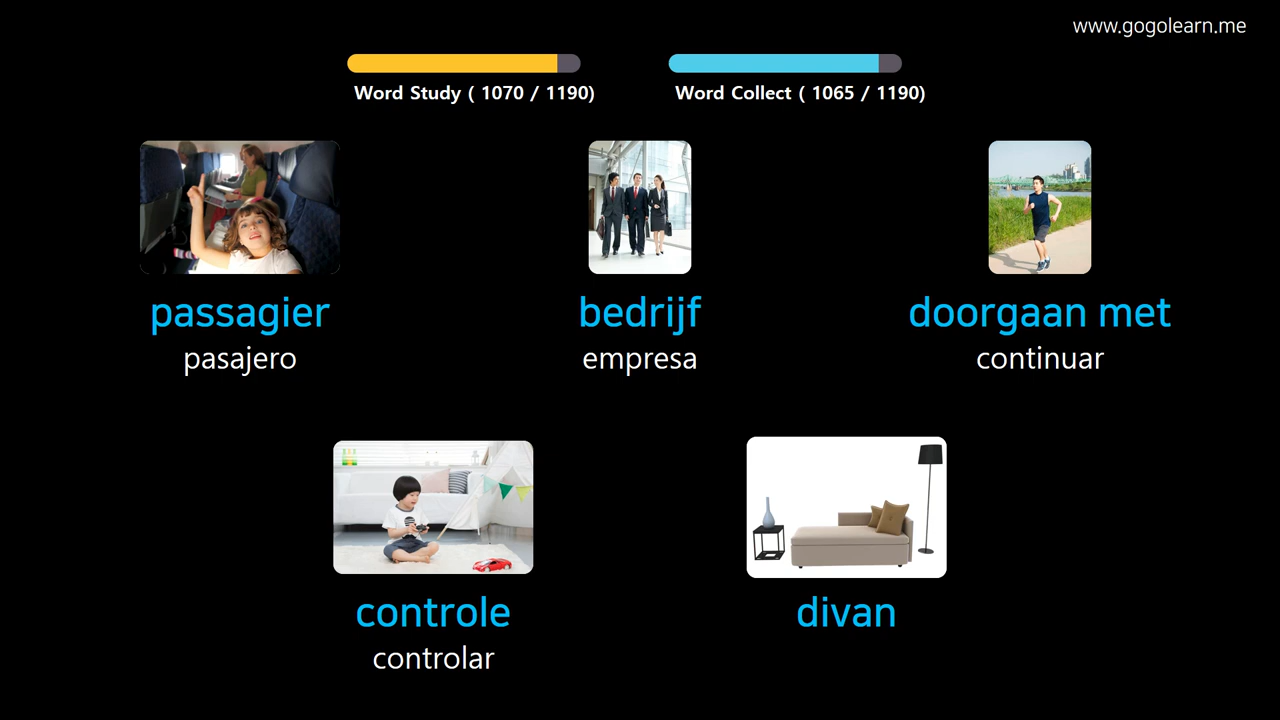 www.gogolearn.me
Word Study ( 1070 / 1190)
Word Collect ( 1065 / 1190)
passagier
pasajero
bedrijf
empresa
doorgaan met
continuar
controle
controlar
divan